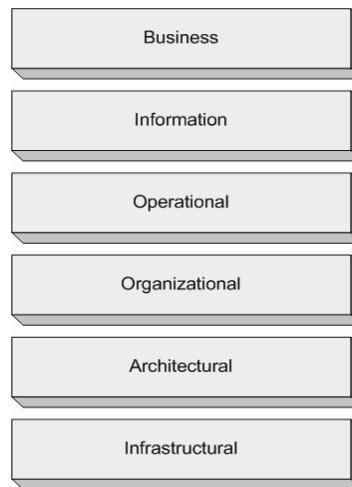 Business
Information
Operational
Organizational
Architectural
Infrastructural